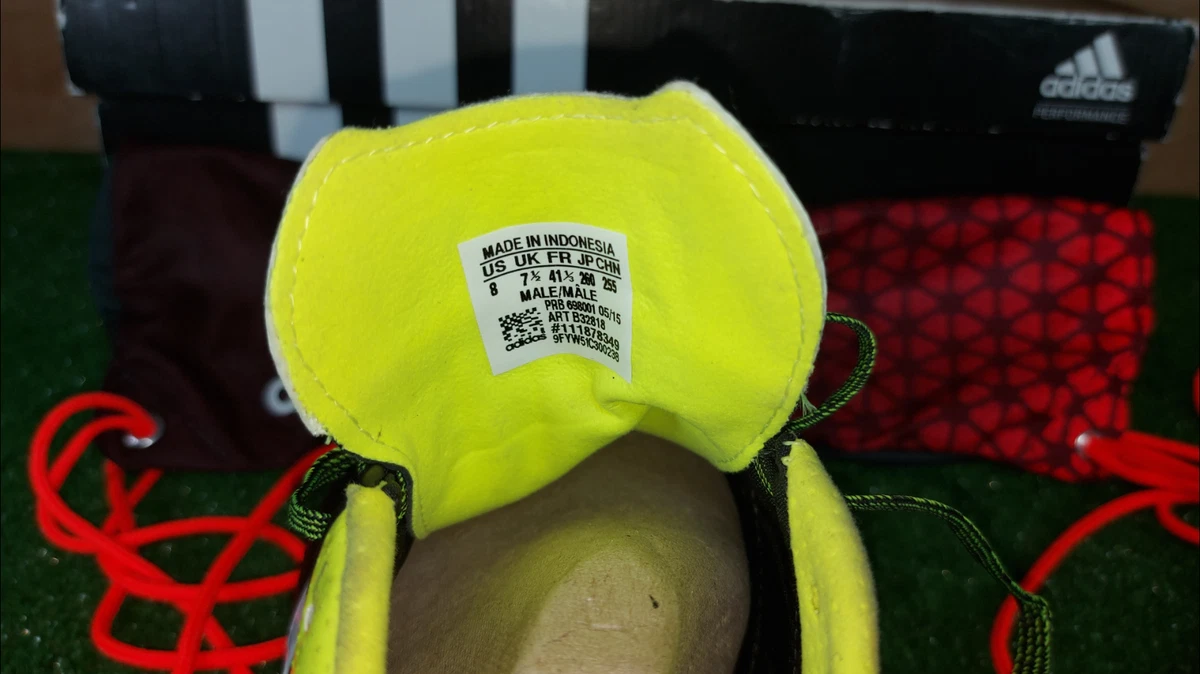 adidas
PERFORMANCE
MADE IN INDONESIA
US UK FR JP CHN
8 7½ 41⅓ 260 255
MALE/MÂLE
PRB 698001 05/15
ART B32818
#111878349
9FYW51C300238
adidas